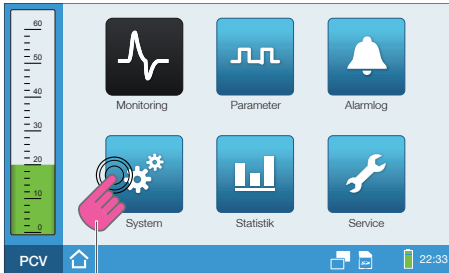 60
50
40
30
20
10
0
Monitoring Parameter Alarmlog
System Statistik Service
PCV 22:33